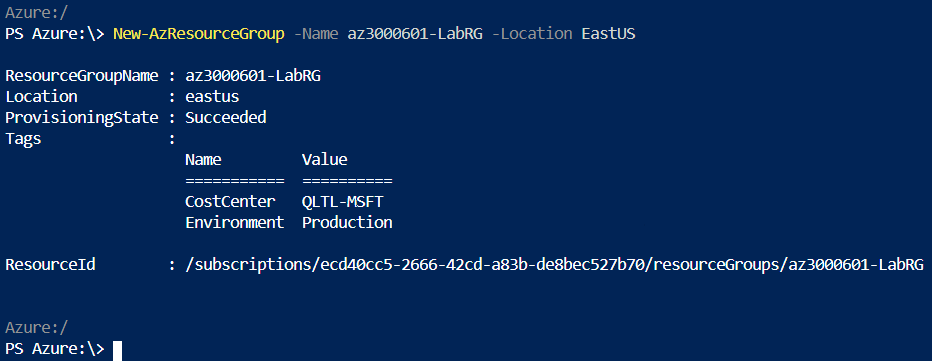 Azure:/
PS Azure:\> New-AzResourceGroup -Name az3000601-LabRG -Location EastUS
ResourceGroupName : az3000601-LabRG
Location          : eastus
ProvisioningState : Succeeded
Tags              :
                    Name         Value
                    ===========  ==========
                    CostCenter   QLTL-MSFT
                    Environment  Production
ResourceId        : /subscriptions/ecd40cc5-2666-42cd-a83b-de8bec527b70/resourceGroups/az3000601-LabRG
Azure:/
PS Azure:\>